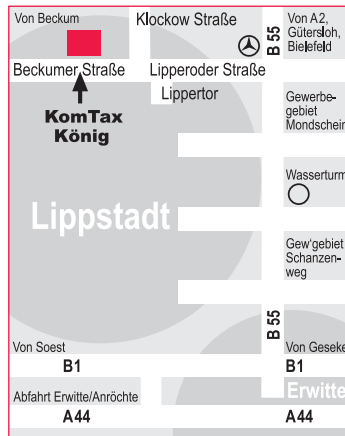 Von Beckum
Klockow Straße
B 55
Von A2,
Gütersloh,
Bielefeld
Beckumer Straße
Lipperoder Straße
Lippertor
KomTax
König
Gewerbe-
gebiet
Mondschein
Wasserturm
Lippstadt
Gew'gebiet
Schanzen-
weg
B 55
Von Soest
Von Geseke
B1
B1
Erwitte
Abfahrt Erwitte/Anröchte
A44
A44